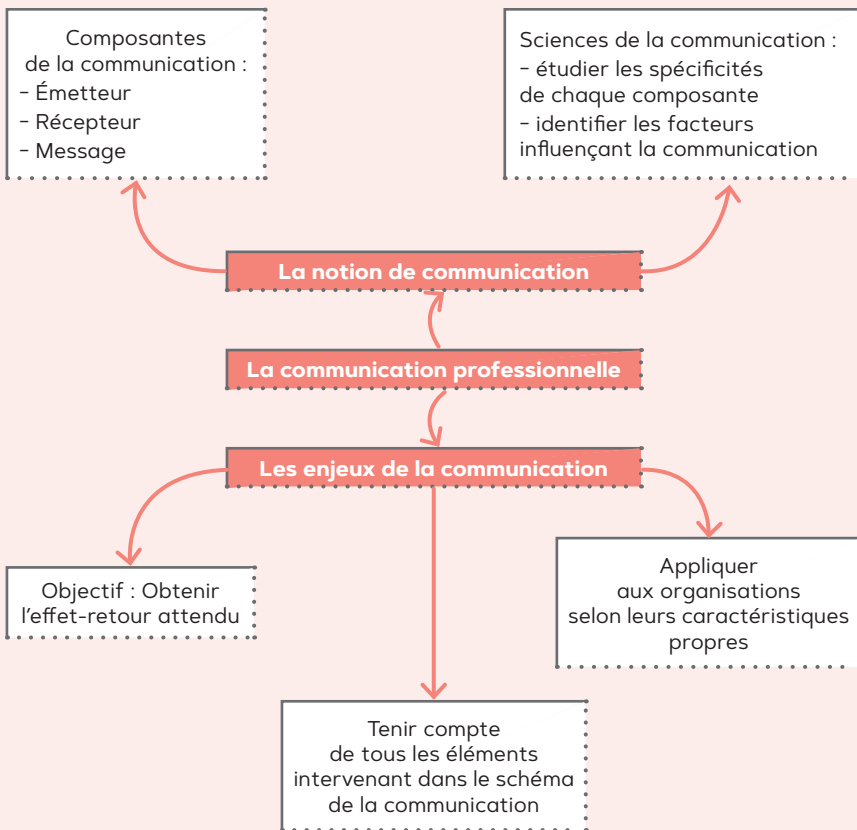 Composantes
de la communication :
– Émetteur
– Récepteur
– Message
Sciences de la communication :
– étudier les spécificités
de chaque composante
– identifier les facteurs
influençant la communication
La notion de communication
La communication professionnelle
Les enjeux de la communication
Objectif : Obtenir
l'effet-retour attendu
Appliquer
aux organisations
selon leurs caractéristiques
propres
Tenir compte
de tous les éléments
intervenant dans le schéma
de la communication